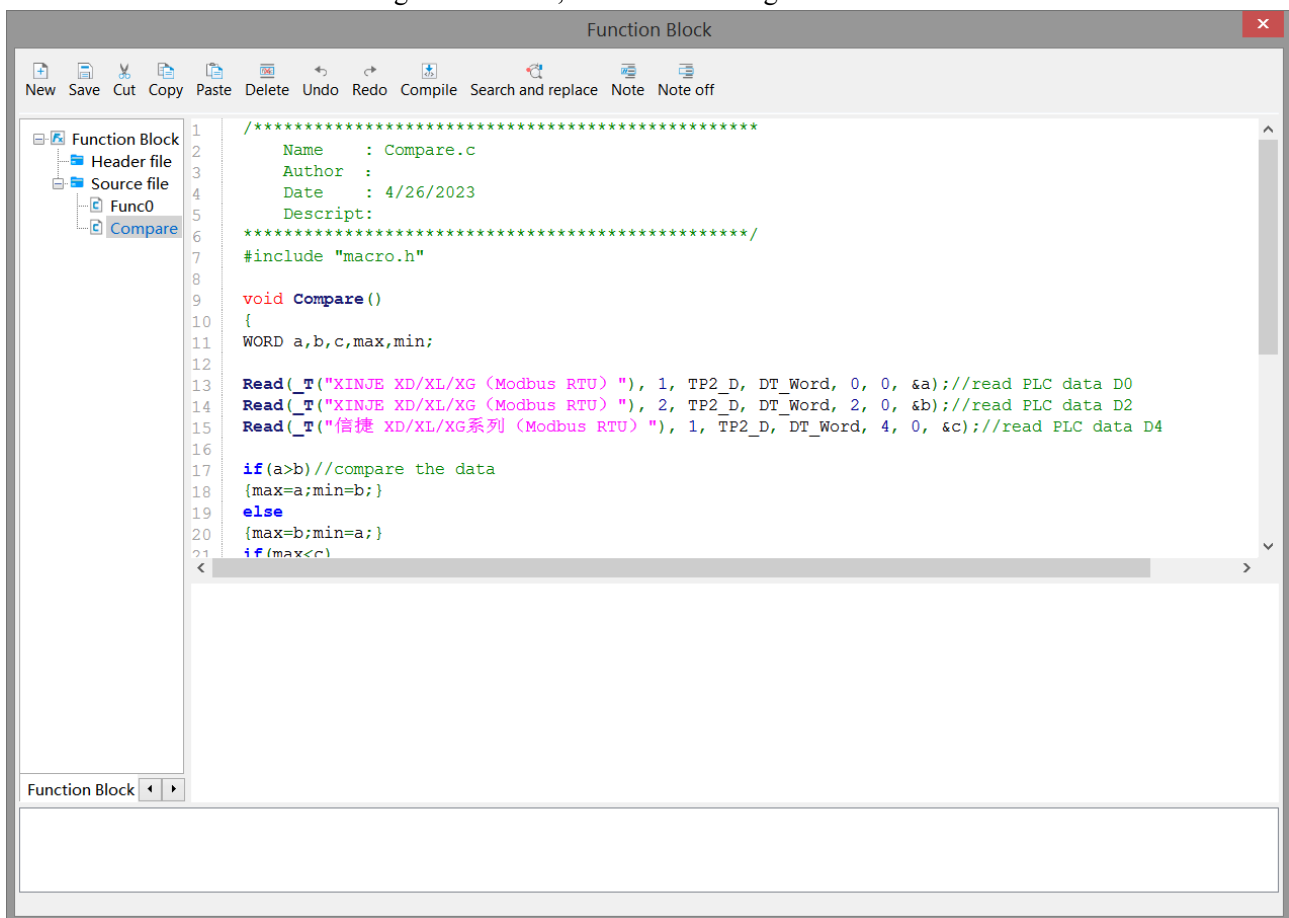 Function Block
New Save Cut Copy Paste Delete Undo Redo Compile Search and replace Note Note off
Function Block
Header file
Source file
Func0
Compare
Function Block
1 /**************************************************
2 Name : Compare.c
3 Author :
4 Date : 4/26/2023
5 Descript:
6 **************************************************/
7 #include "macro.h"
8
9 void Compare()
10 {
11 WORD a,b,c,max,min;
12
13 Read(_T("XINJE XD/XL/XG（Modbus RTU）"), 1, TP2_D, DT_Word, 0, 0, &a);//read PLC data D0
14 Read(_T("XINJE XD/XL/XG（Modbus RTU）"), 2, TP2_D, DT_Word, 2, 0, &b);//read PLC data D2
15 Read(_T("信捷 XD/XL/XG系列（Modbus RTU）"), 1, TP2_D, DT_Word, 4, 0, &c);//read PLC data D4
16
17 if(a>b)//compare the data
18 {max=a;min=b;}
19 else
20 {max=b;min=a;}
21 if(max<c)